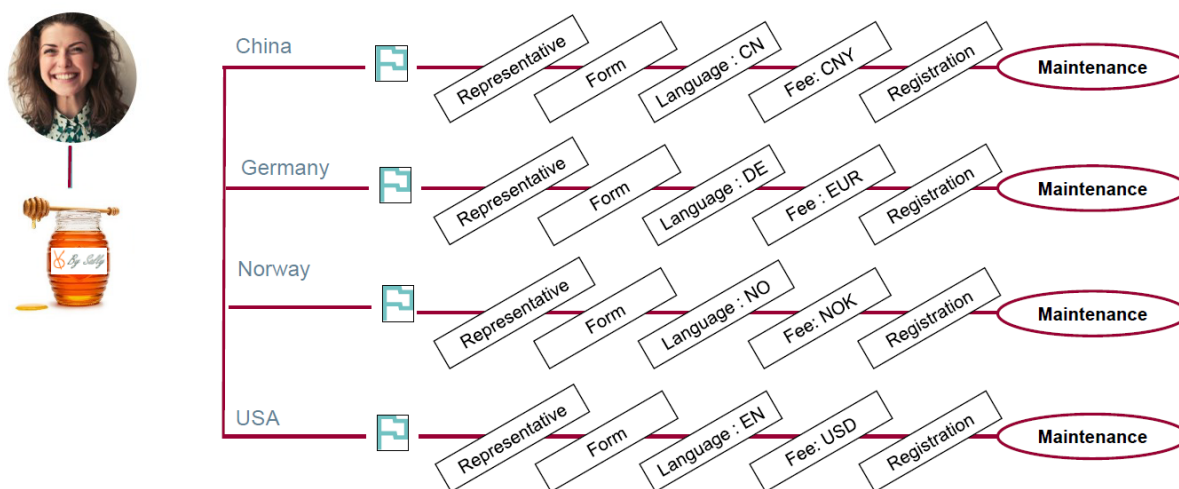 China
Representative
Form
Language : CN
Fee: CNY
Registration
Maintenance
Germany
Representative
Form
Language : DE
Fee : EUR
Registration
Maintenance
By Sally
Norway
Representative
Form
Language : NO
Fee: NOK
Registration
Maintenance
USA
Representative
Form
Language : EN
Fee: USD
Registration
Maintenance